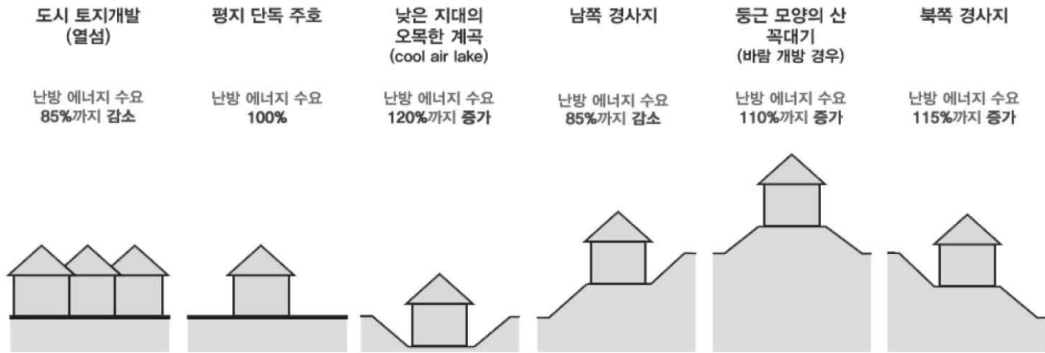 도시 토지개발
(열섬)
난방 에너지 수요
85%까지 감소
평지 단독 주호
난방 에너지 수요
100%
낮은 지대의
오목한 계곡
(cool air lake)
난방 에너지 수요
120%까지 증가
남쪽 경사지
난방 에너지 수요
85%까지 감소
둥근 모양의 산
꼭대기
(바람 개방 경우)
난방 에너지 수요
110%까지 증가
북쪽 경사지
난방 에너지 수요
115%까지 증가